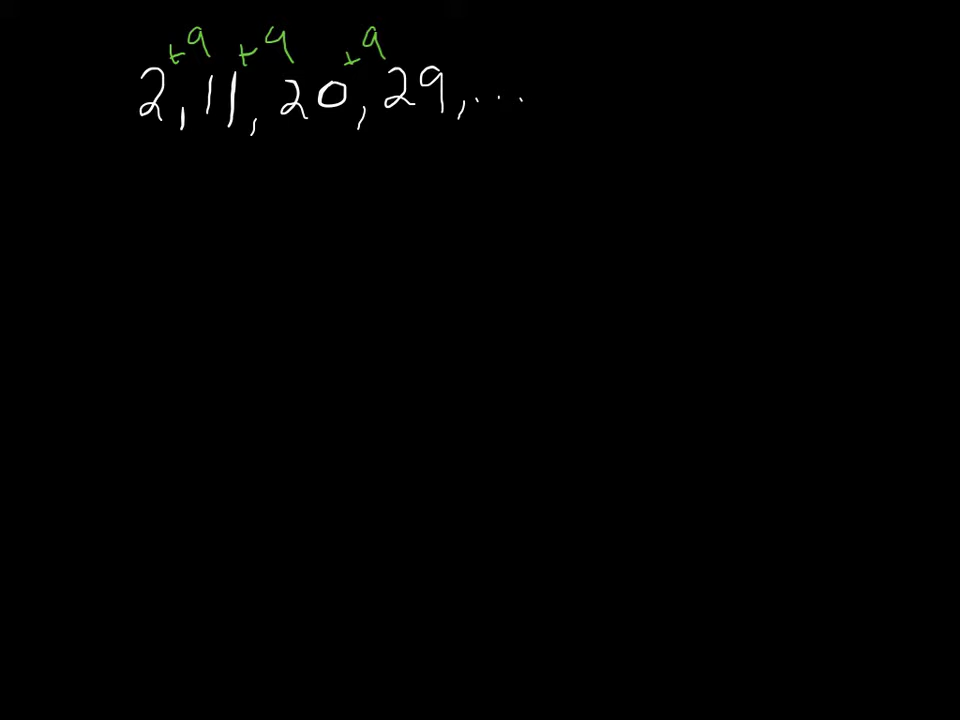 +9 +9 +9
2, 11, 20, 29, ...